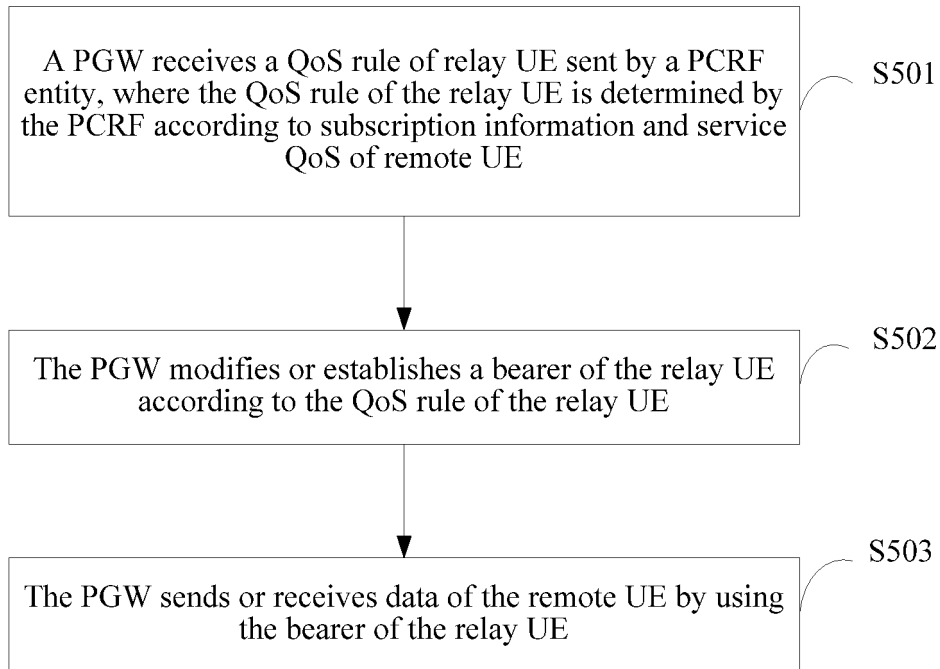 A PGW receives a QoS rule of relay UE sent by a PCRF
entity, where the QoS rule of the relay UE is determined by
the PCRF according to subscription information and service
QoS of remote UE
S501
The PGW modifies or establishes a bearer of the relay UE
according to the QoS rule of the relay UE
S502
The PGW sends or receives data of the remote UE by using
the bearer of the relay UE
S503